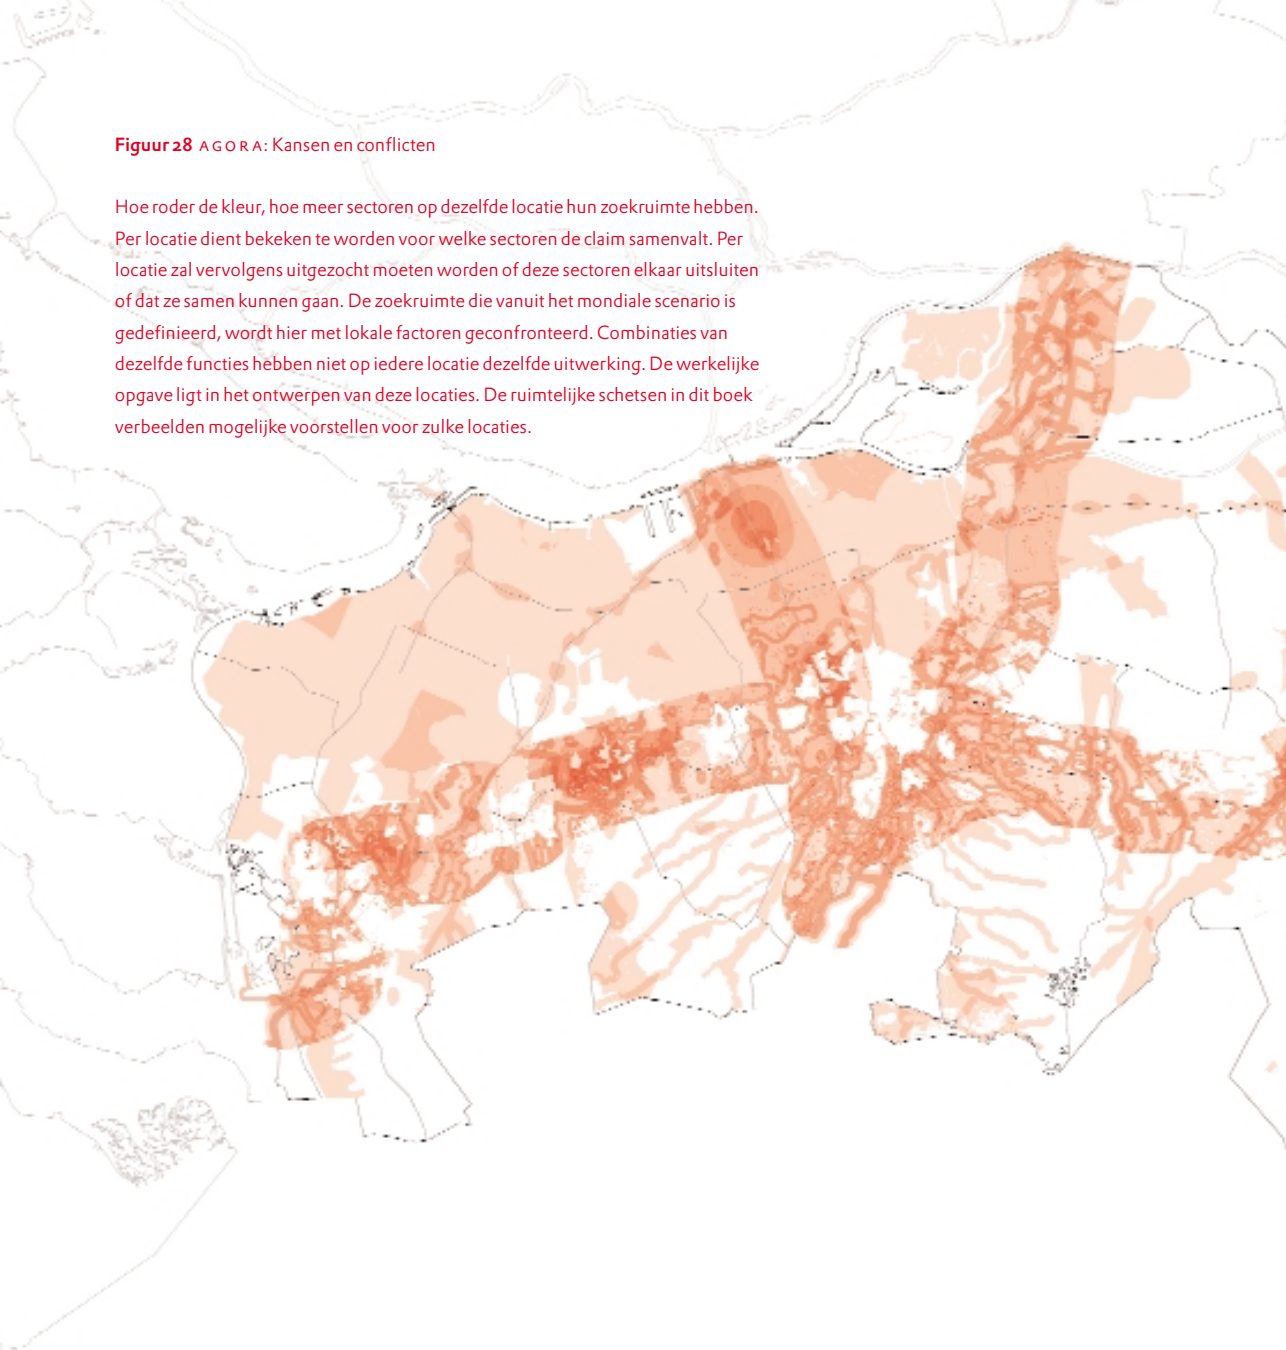 Figuur 28 AGORA: Kansen en conflicten
Hoe roder de kleur, hoe meer sectoren op dezelfde locatie hun zoekruimte hebben.
Per locatie dient bekeken te worden voor welke sectoren de claim samenvalt. Per
locatie zal vervolgens uitgezocht moeten worden of deze sectoren elkaar uitsluiten
of dat ze samen kunnen gaan. De zoekruimte die vanuit het mondiale scenario is
gedefinieerd, wordt hier met lokale factoren geconfronteerd. Combinaties van
dezelfde functies hebben niet op iedere locatie dezelfde uitwerking. De werkelijke
opgave ligt in het ontwerpen van deze locaties. De ruimtelijke schetsen in dit boek
verbeelden mogelijke voorstellen voor zulke locaties.